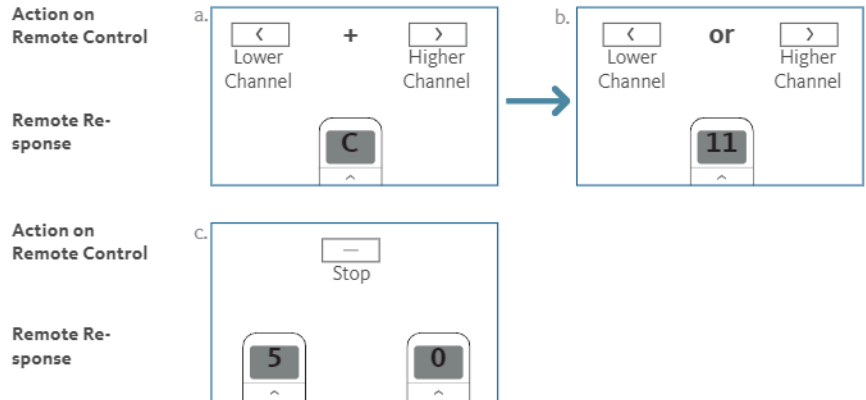 Action on
Remote Control
a.
<
+
>
Lower
Channel
Higher
Channel
Remote Re-
sponse
C
^
b.
<
or
>
Lower
Channel
Higher
Channel
11
^
Action on
Remote Control
c.
—
Stop
Remote Re-
sponse
5
0
^
^